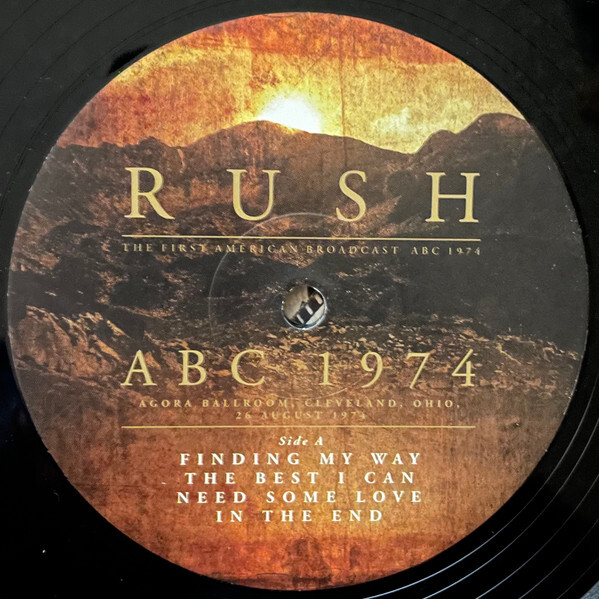 RUSH
THE FIRST AMERICAN BROADCAST ABC 1974
ABC 1974
AGORA BALLROOM, CLEVELAND, OHIO,
26 AUGUST 1974
Side A
FINDING MY WAY
THE BEST I CAN
NEED SOME LOVE
IN THE END